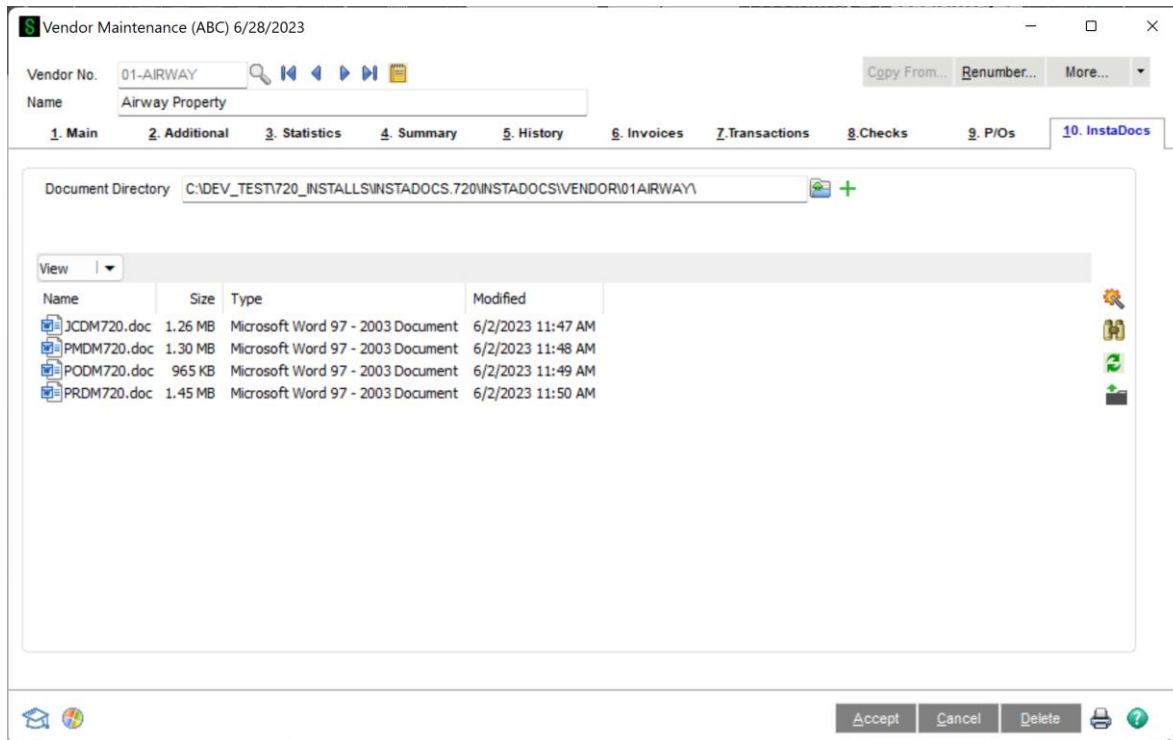 S Vendor Maintenance (ABC) 6/28/2023
Vendor No. 01-AIRWAY Copy From... Renumber... More...
Name Airway Property
1. Main 2. Additional 3. Statistics 4. Summary 5. History 6. Invoices 7.Transactions 8.Checks 9. P/Os 10. InstaDocs
Document Directory C:\DEV_TEST\720_INSTALLS\INSTADOCS.720\INSTADOCS\VENDOR\01AIRWAY\
View
Name Size Type Modified
JCDM720.doc 1.26 MB Microsoft Word 97 - 2003 Document 6/2/2023 11:47 AM
PMDM720.doc 1.30 MB Microsoft Word 97 - 2003 Document 6/2/2023 11:48 AM
PODM720.doc 965 KB Microsoft Word 97 - 2003 Document 6/2/2023 11:49 AM
PRDM720.doc 1.45 MB Microsoft Word 97 - 2003 Document 6/2/2023 11:50 AM
Accept Cancel Delete